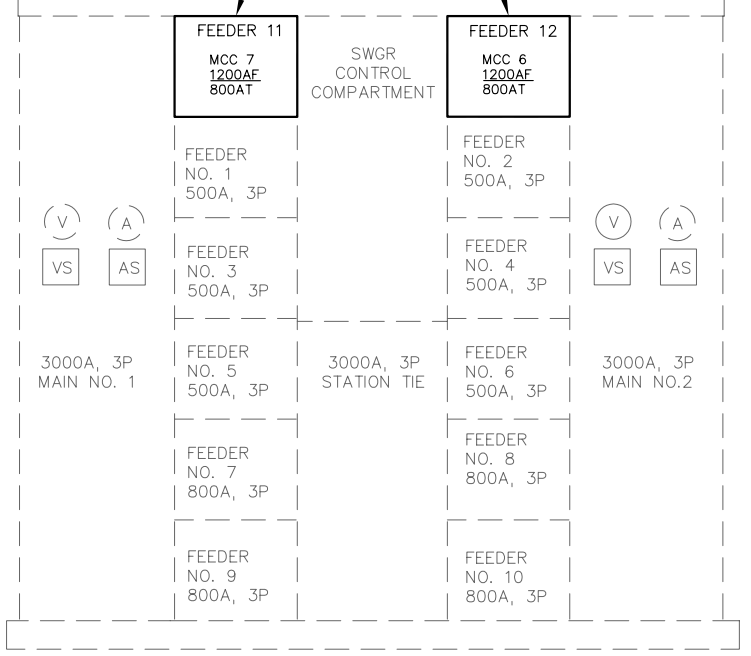 FEEDER 11
MCC 7
1200AF
800AT
SWGR
CONTROL
COMPARTMENT
FEEDER 12
MCC 6
1200AF
800AT
FEEDER
NO. 1
500A, 3P
FEEDER
NO. 2
500A, 3P
V
A
VS
AS
FEEDER
NO. 3
500A, 3P
FEEDER
NO. 4
500A, 3P
V
A
VS
AS
3000A, 3P
MAIN NO. 1
FEEDER
NO. 5
500A, 3P
3000A, 3P
STATION TIE
FEEDER
NO. 6
500A, 3P
3000A, 3P
MAIN NO.2
FEEDER
NO. 7
800A, 3P
FEEDER
NO. 8
800A, 3P
FEEDER
NO. 9
800A, 3P
FEEDER
NO. 10
800A, 3P